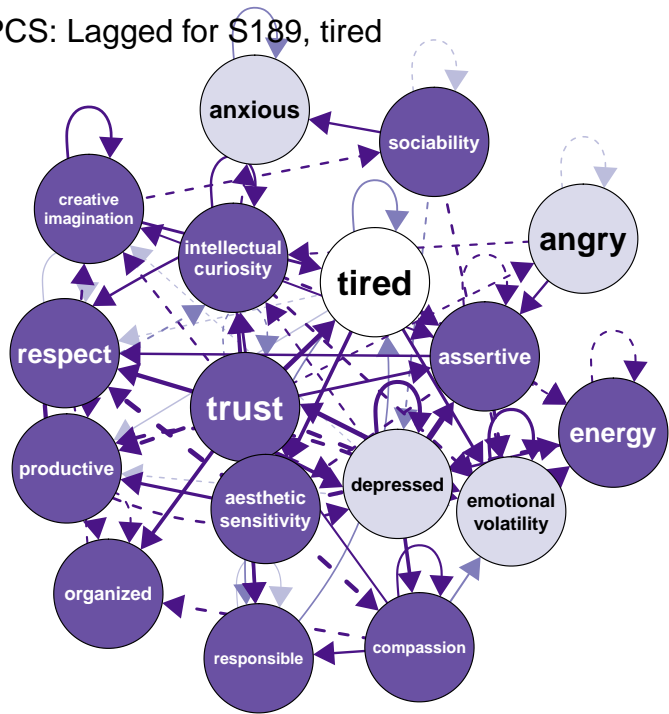 PCS: Lagged for S189, tired
anxious
sociability
creative
imagination
intellectual
curiosity
angry
tired
respect
assertive
trust
energy
productive
aesthetic
sensitivity
depressed
emotional
volatility
organized
responsible
compassion